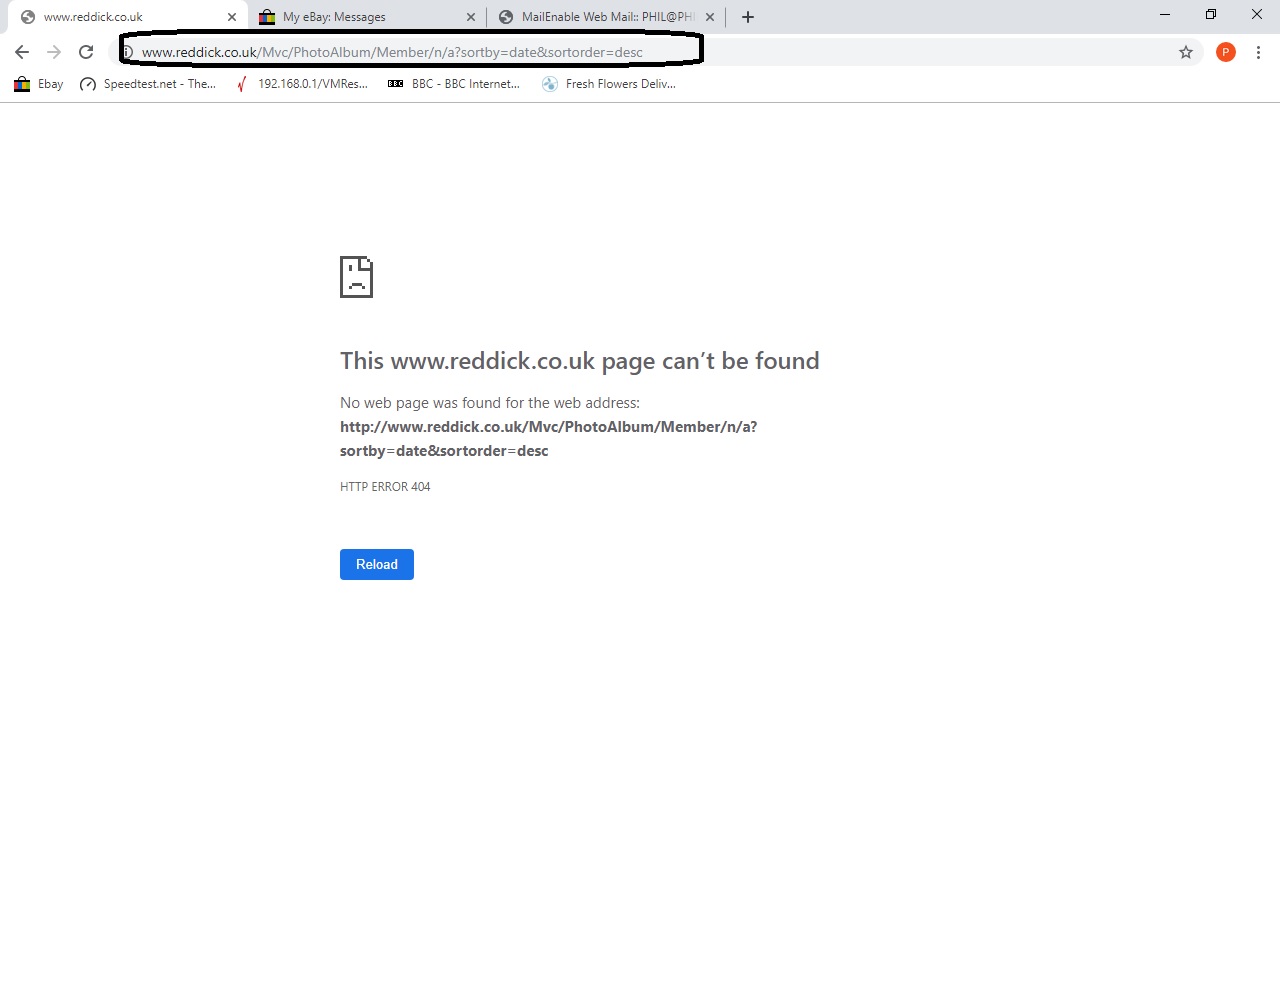 www.reddick.co.uk
My eBay: Messages
MailEnable Web Mail:: PHIL@PHI
www.reddick.co.uk/Mvc/PhotoAlbum/Member/n/a?sortby=date&sortorder=desc
P
Ebay
Speedtest.net - The...
192.168.0.1/VMRes...
BBC
BBC - BBC Internet...
Fresh Flowers Deliv...
This www.reddick.co.uk page can’t be found
No web page was found for the web address:
http://www.reddick.co.uk/Mvc/PhotoAlbum/Member/n/a?
sortby=date&sortorder=desc
HTTP ERROR 404
Reload